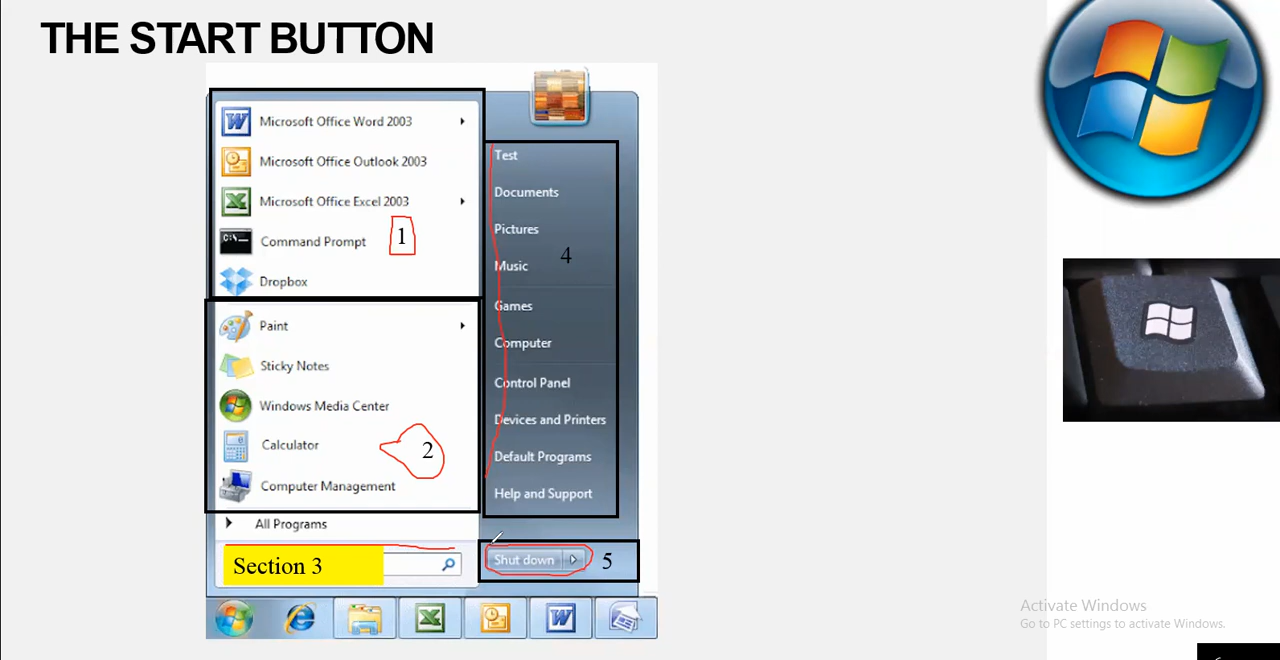 THE START BUTTON
Microsoft Office Word 2003
Microsoft Office Outlook 2003
Microsoft Office Excel 2003
Command Prompt
1
Dropbox
Paint
Sticky Notes
Windows Media Center
Calculator
2
Computer Management
All Programs
Section 3
Test
Documents
Pictures
Music
4
Games
Computer
Control Panel
Devices and Printers
Default Programs
Help and Support
Shut down
5
Activate Windows
Go to PC settings to activate Windows.